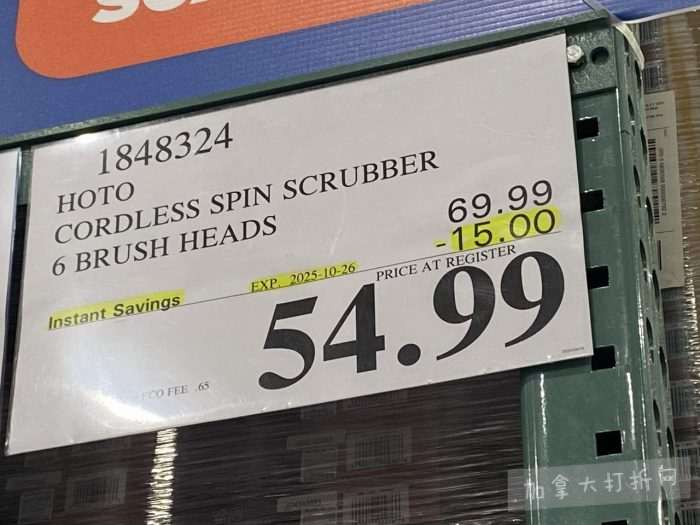 1848324
HOTO
CORDLESS SPIN SCRUBBER
6 BRUSH HEADS
69.99
-15.00
Instant Savings
EXP. 2025-10-26
PRICE AT REGISTER
54.99
ECO FEE .65
加拿大打折网